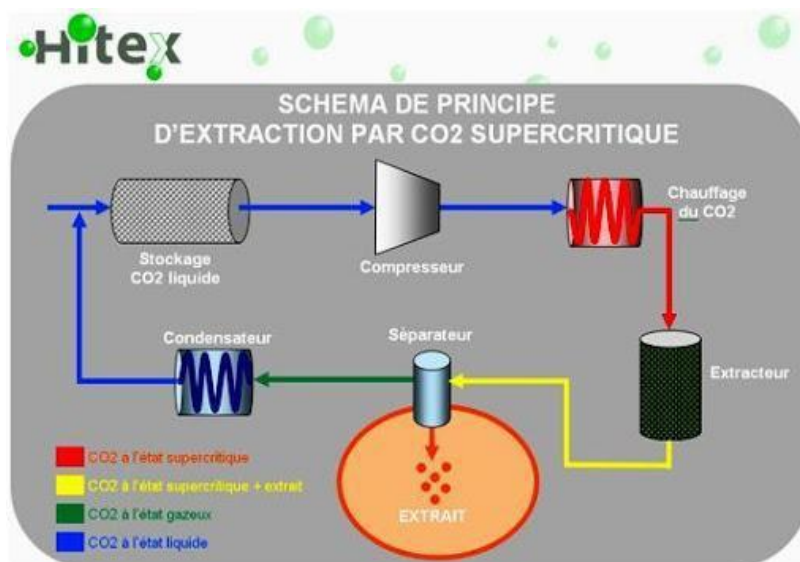 Hitex
SCHEMA DE PRINCIPE
D'EXTRACTION PAR CO2 SUPERCRITIQUE
Stockage
CO2 liquide
Compresseur
Chauffage
du CO2
Condensateur
Séparateur
Extracteur
EXTRAIT
CO2 à l'état supercritique
CO2 à l'état supercritique + extrait
CO2 à l'état gazeux
CO2 à l'état liquide